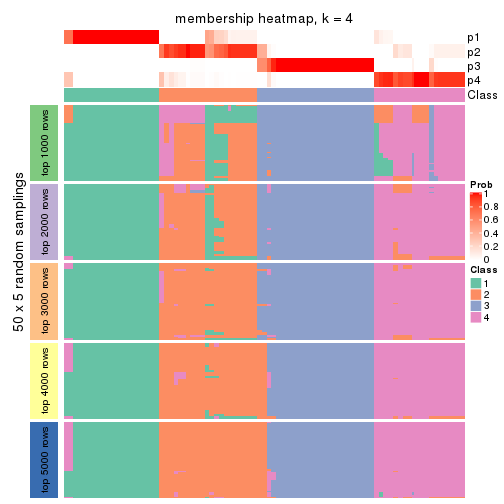 membership heatmap, k = 4
p1
p2
p3
p4
Class
50 x 5 random samplings
top 1000 rows
top 2000 rows
top 3000 rows
top 4000 rows
top 5000 rows
Prob
1
0.8
0.6
0.4
0.2
0
Class
1
2
3
4